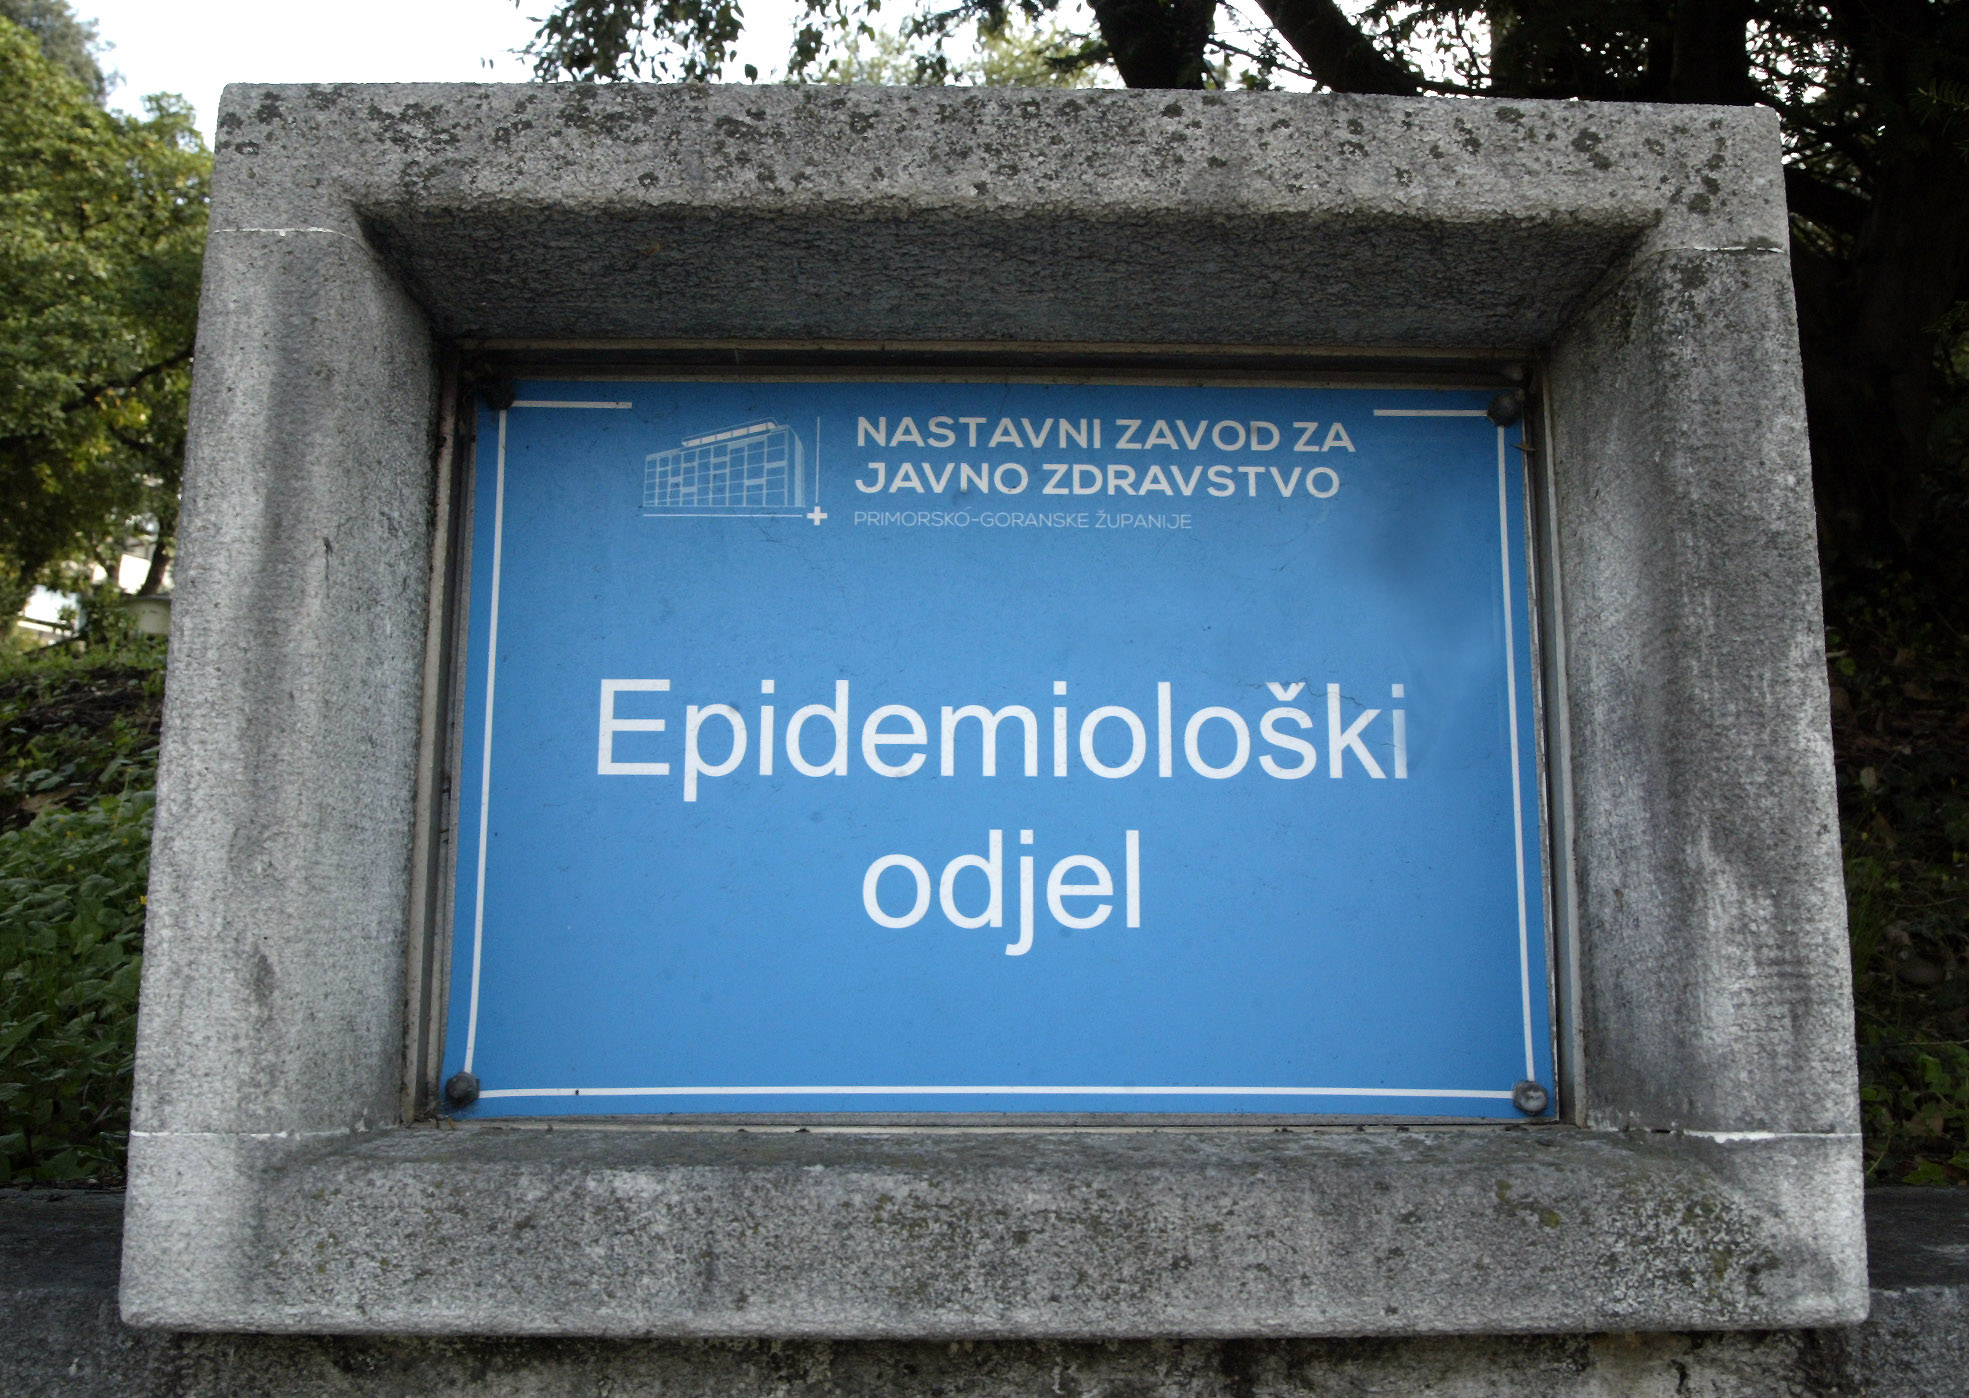 NASTAVNI ZAVOD ZA
JAVNO ZDRAVSTVO
PRIMORSKO-GORANSKE ŽUPANIJE
Epidemiološki
odjel